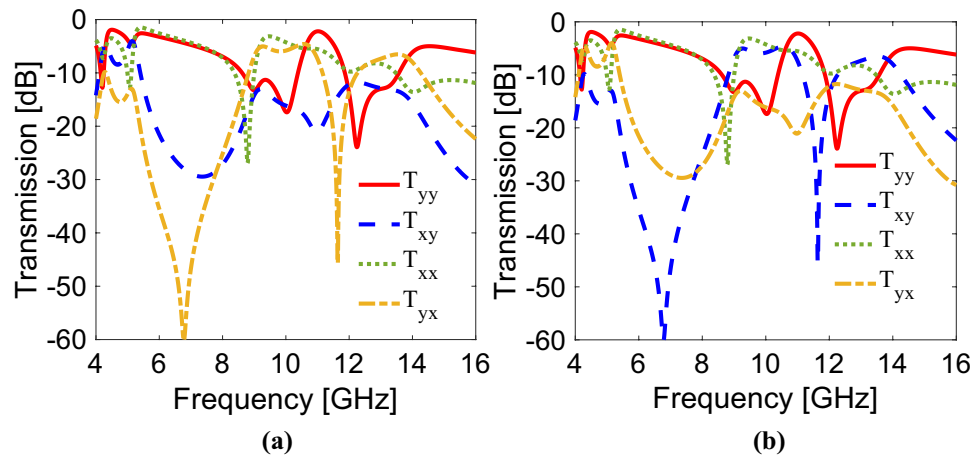 0
-10
-20
-30
-40
-50
-60
Transmission [dB]
4 6 8 10 12 14 16
Frequency [GHz]
T_yy
T_xy
T_xx
T_yx
(a)
0
-10
-20
-30
-40
-50
-60
Transmission [dB]
4 6 8 10 12 14 16
Frequency [GHz]
T_yy
T_xy
T_xx
T_yx
(b)